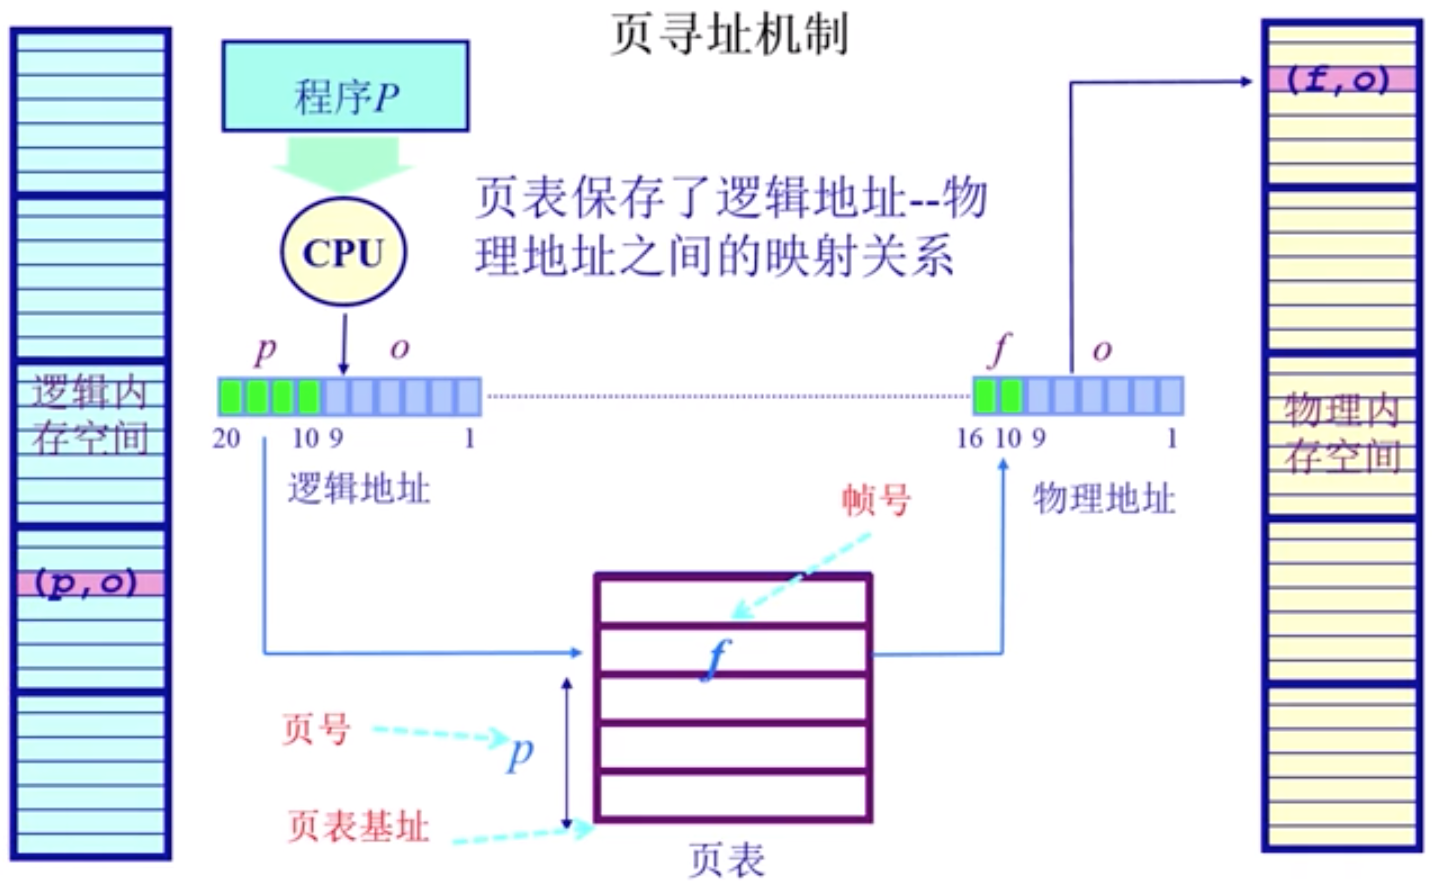 页寻址机制
程序P
CPU
页表保存了逻辑地址--物
理地址之间的映射关系
(f,o)
p
o
f
o
20
10 9
1
16 10 9
1
逻辑地址
物理地址
逻辑内
存空间
物理内
存空间
(p,o)
帧号
f
页号
p
页表基址
页表